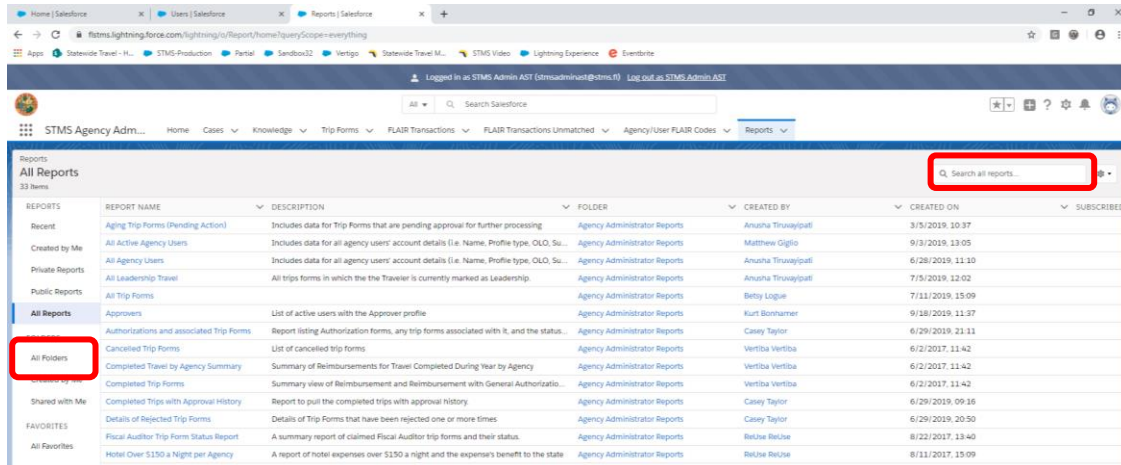 Home | Salesforce
Users | Salesforce
Reports | Salesforce
flstms.lightning.force.com/lightning/o/Report/home?queryScope=everything
Apps Statewide Travel - H... STMS-Production Partial Sandbox32 Vertigo Statewide Travel M... STMS Video Lightning Experience Eventbrite
Logged in as STMS Admin AST (stmsadminast@stms.fl) Log out as STMS Admin AST
All Search Salesforce
STMS Agency Adm... Home Cases Knowledge Trip Forms FLAIR Transactions FLAIR Transactions Unmatched Agency/User FLAIR Codes Reports
Reports
All Reports
33 items
Search all reports...
REPORTS REPORT NAME DESCRIPTION FOLDER CREATED BY CREATED ON SUBSCRIBED
Recent Aging Trip Forms (Pending Action) Includes data for Trip Forms that are pending approval for further processing Agency Administrator Reports Anusha Tiruvayipati 3/5/2019, 10:37
Created by Me All Active Agency Users Includes data for all agency users' account details (i.e. Name, Profile type, OLO, Su... Agency Administrator Reports Matthew Giglio 9/3/2019, 13:05
All Agency Users Includes data for all agency users' account details (i.e. Name, Profile type, OLO, Su... Agency Administrator Reports Anusha Tiruvayipati 6/28/2019, 11:10
Private Reports All Leadership Travel All trips forms in which the the Traveler is currently marked as Leadership. Agency Administrator Reports Anusha Tiruvayipati 7/5/2019, 12:02
Public Reports All Trip Forms Agency Administrator Reports Betsy Logue 7/11/2019, 15:09
All Reports Approvers List of active users with the Approver profile Agency Administrator Reports Kurt Bonhamer 9/18/2019, 11:37
Authorizations and associated Trip Forms Report listing Authorization forms, any trip forms associated with it, and the status... Agency Administrator Reports Casey Taylor 6/29/2019, 21:11
All Folders Cancelled Trip Forms List of cancelled trip forms Agency Administrator Reports Vertiba Vertiba 6/2/2017, 11:42
Completed Travel by Agency Summary Summary of Reimbursements for Travel Completed During Year by Agency Agency Administrator Reports Vertiba Vertiba 6/2/2017, 11:42
Created by Me Completed Trip Forms Summary view of Reimbursement and Reimbursement with General Authorizatio... Agency Administrator Reports Vertiba Vertiba 6/2/2017, 11:42
Shared with Me Completed Trips with Approval History Report to pull the completed trips with approval history. Agency Administrator Reports Casey Taylor 6/29/2019, 09:16
Details of Rejected Trip Forms Details of Trip Forms that have been rejected one or more times. Agency Administrator Reports Casey Taylor 6/29/2019, 20:50
FAVORITES Fiscal Auditor Trip Form Status Report A summary report of claimed Fiscal Auditor trip forms and their status. Agency Administrator Reports ReUse ReUse 8/22/2017, 13:40
All Favorites Hotel Over $150 a Night per Agency A report of hotel expenses over $150 a night and the expense's benefit to the state Agency Administrator Reports ReUse ReUse 8/11/2017, 15:09